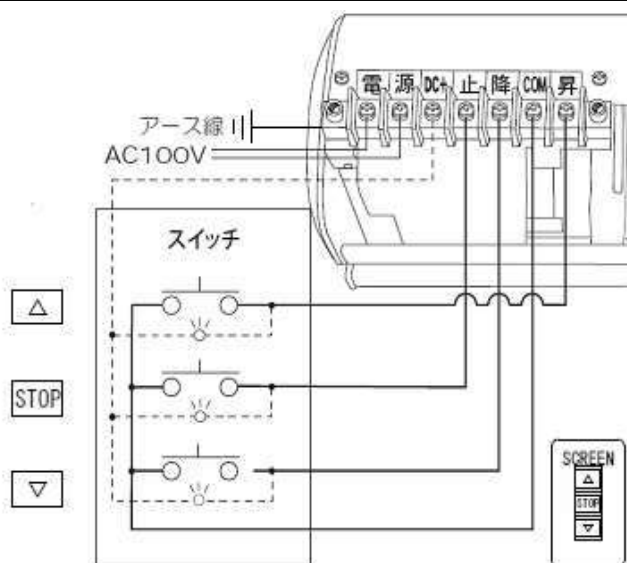 電 源 DC+ 止 降 COM 昇
アース線
AC100V
スイッチ
△
STOP
▽
SCREEN
△
STOP
▽